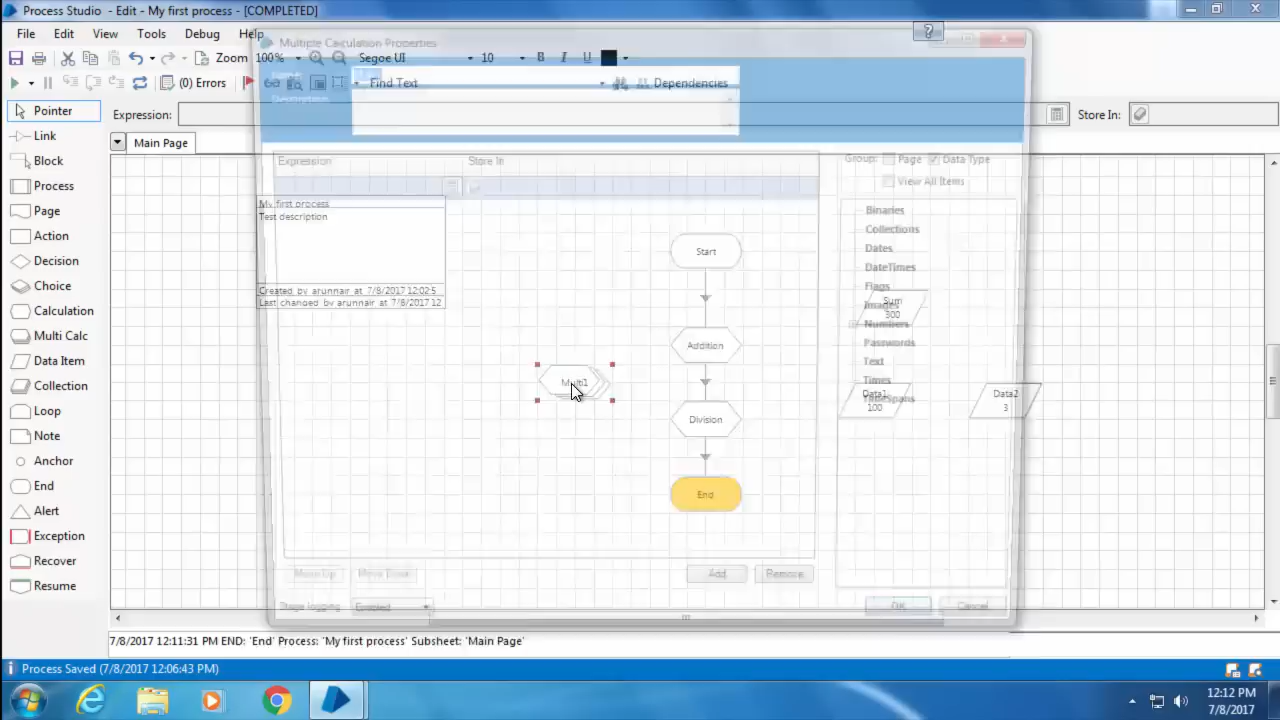 Process Studio - Edit - My first process - [COMPLETED]
File Edit View Tools Debug Help
Multiple Calculation Properties
Zoom 100% Segoe UI 10 B I U
(0) Errors Find Text Dependencies
Pointer Expression: Store In:
Link Main Page
Block
Process
Page
Action
Decision
Choice
Calculation
Multi Calc
Data Item
Collection
Loop
Note
Anchor
End
Alert
Exception
Recover
Resume
Expression Store In
Group: Page Data Type
View All Items
My first process
Test description
Created by arunnair at 7/8/2017 12:02:5
Last changed by arunnair at 7/8/2017 12
Start
Addition
Multi1
Division
End
Binaries
Collections
Dates
DateTimes
Flags
Images
Numbers
Passwords
Text
Times
TimeSpans
Sum
300
Data1
100
Data2
3
Move Up Move Down Add Remove
Stage logging Enabled OK Cancel
7/8/2017 12:11:31 PM END: 'End' Process: 'My first process' Subsheet: 'Main Page'
Process Saved (7/8/2017 12:06:43 PM)
12:12 PM
7/8/2017